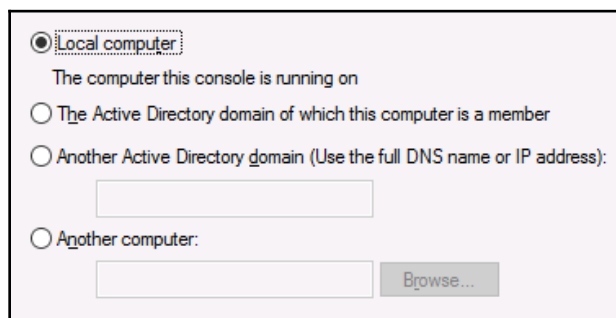 Local computer
The computer this console is running on
The Active Directory domain of which this computer is a member
Another Active Directory domain (Use the full DNS name or IP address):
Another computer:
Browse...